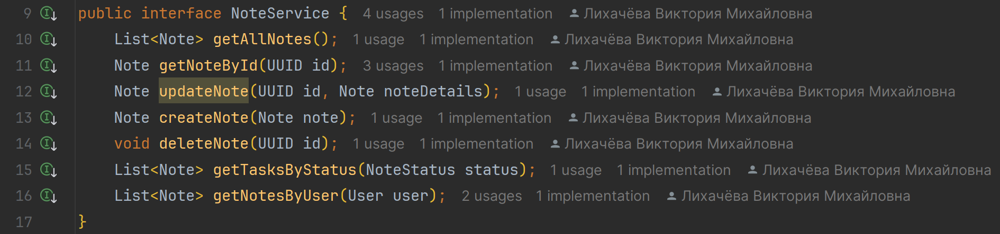 9 public interface NoteService { 4 usages 1 implementation Лихачёва Виктория Михайловна
10 List<Note> getAllNotes(); 1 usage 1 implementation Лихачёва Виктория Михайловна
11 Note getNoteById(UUID id); 3 usages 1 implementation Лихачёва Виктория Михайловна
12 Note updateNote(UUID id, Note noteDetails); 1 usage 1 implementation Лихачёва Виктория Михайловна
13 Note createNote(Note note); 1 usage 1 implementation Лихачёва Виктория Михайловна
14 void deleteNote(UUID id); 1 usage 1 implementation Лихачёва Виктория Михайловна
15 List<Note> getTasksByStatus(NoteStatus status); 1 usage 1 implementation Лихачёва Виктория Михайловна
16 List<Note> getNotesByUser(User user); 2 usages 1 implementation Лихачёва Виктория Михайловна
17 }